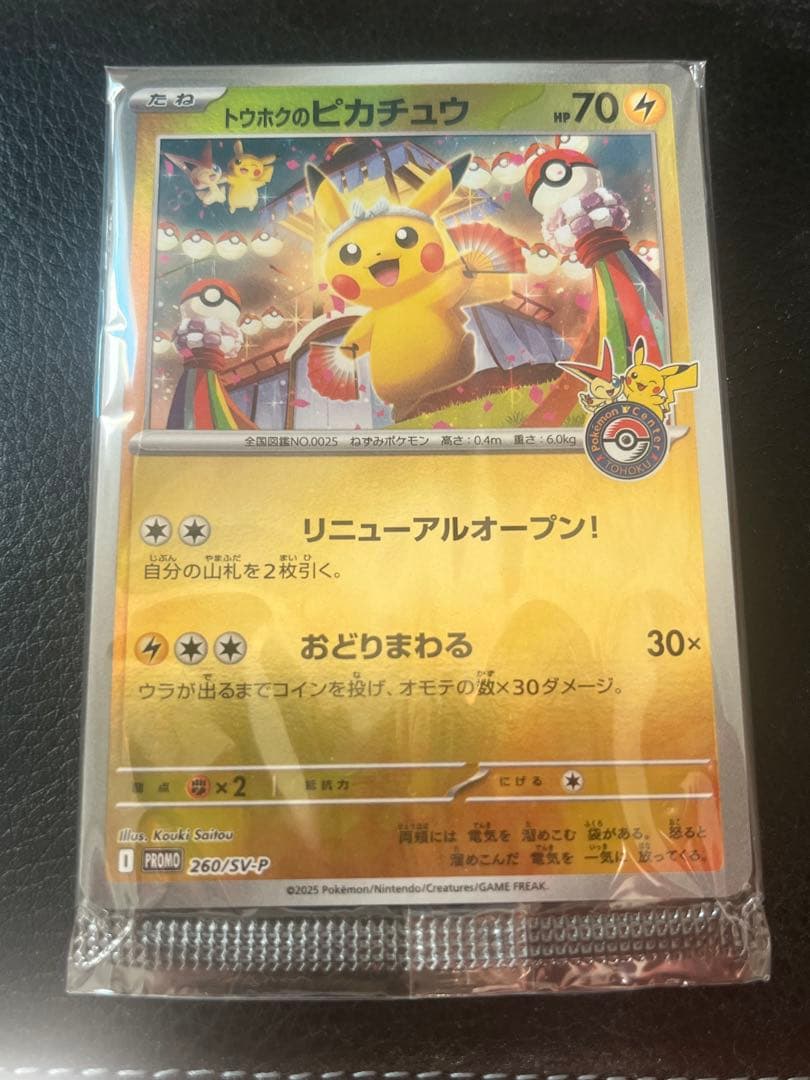 たね
トウホクのピカチュウ HP70
Pokémon Center
TOHOKU
全国図鑑NO.0025 ねずみポケモン 高さ:0.4m 重さ:6.0kg
リニューアルオープン!
自分の山札を2枚引く。
おどりまわる 30×
ウラが出るまでコインを投げ、オモテの数×30ダメージ。
弱点 ×2 抵抗力 にげる
Illus. Kouki Saitou
両頬には 電気を 溜めこむ 袋がある。 怒ると
I PROMO 260/SV-P
溜めこんだ 電気を 一気に 放ってくる。
©2025 Pokémon/Nintendo/Creatures/GAME FREAK.